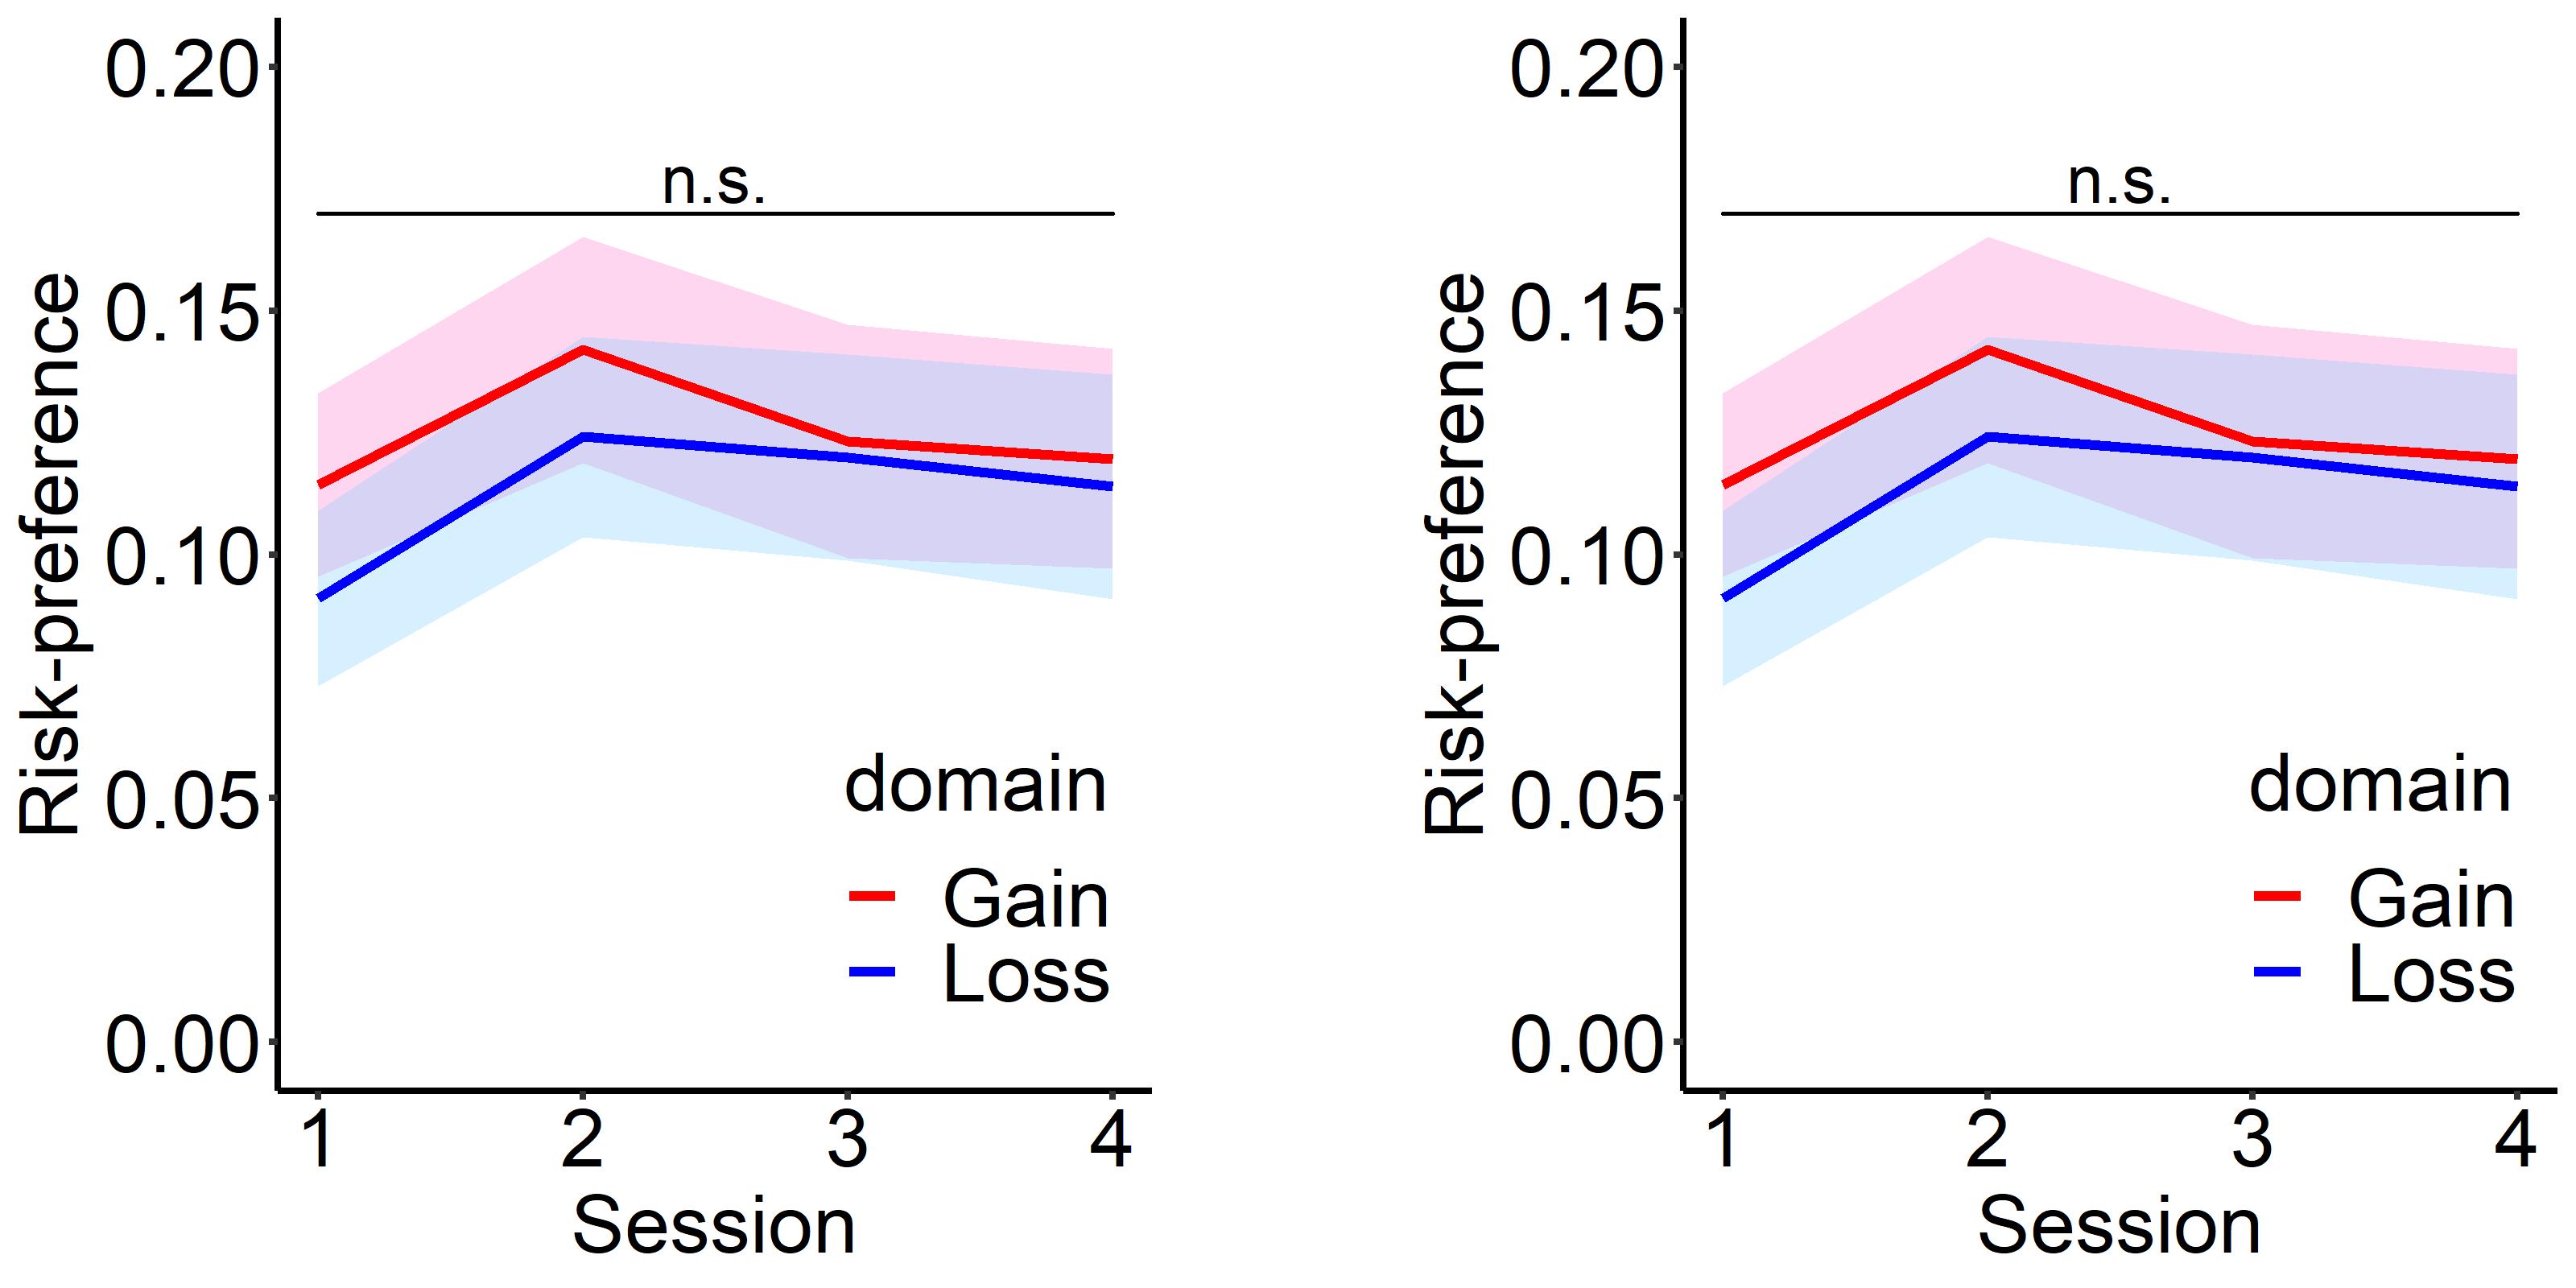 Risk-preference
0.20
0.15
0.10
0.05
0.00
n.s.
domain
Gain
Loss
1 2 3 4
Session
Risk-preference
0.20
0.15
0.10
0.05
0.00
n.s.
domain
Gain
Loss
1 2 3 4
Session